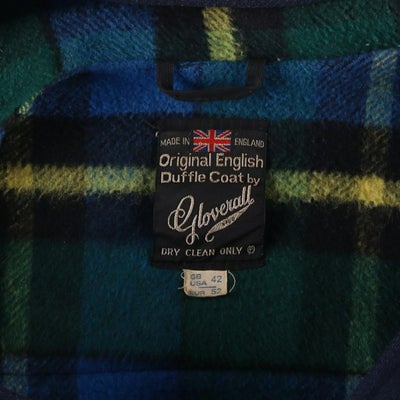 MADE IN ENGLAND
Original English
Duffle Coat by
Gloverall
DRY CLEAN ONLY (P)
GB
USA 42
EUR 52